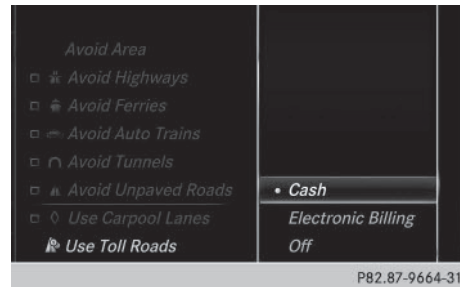 Avoid Area
Avoid Highways
Avoid Ferries
Avoid Auto Trains
Avoid Tunnels
Avoid Unpaved Roads
Use Carpool Lanes
Use Toll Roads
• Cash
Electronic Billing
Off
P82.87-9664-31